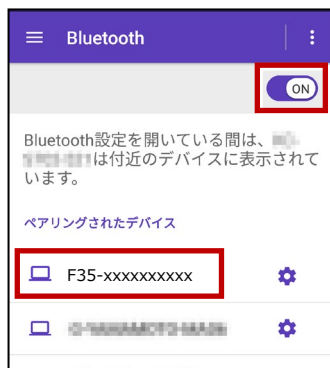 Bluetooth
ON
Bluetooth設定を開いている間は、
は付近のデバイスに表示されて
います。
ペアリングされたデバイス
F35-xxxxxxxxxx